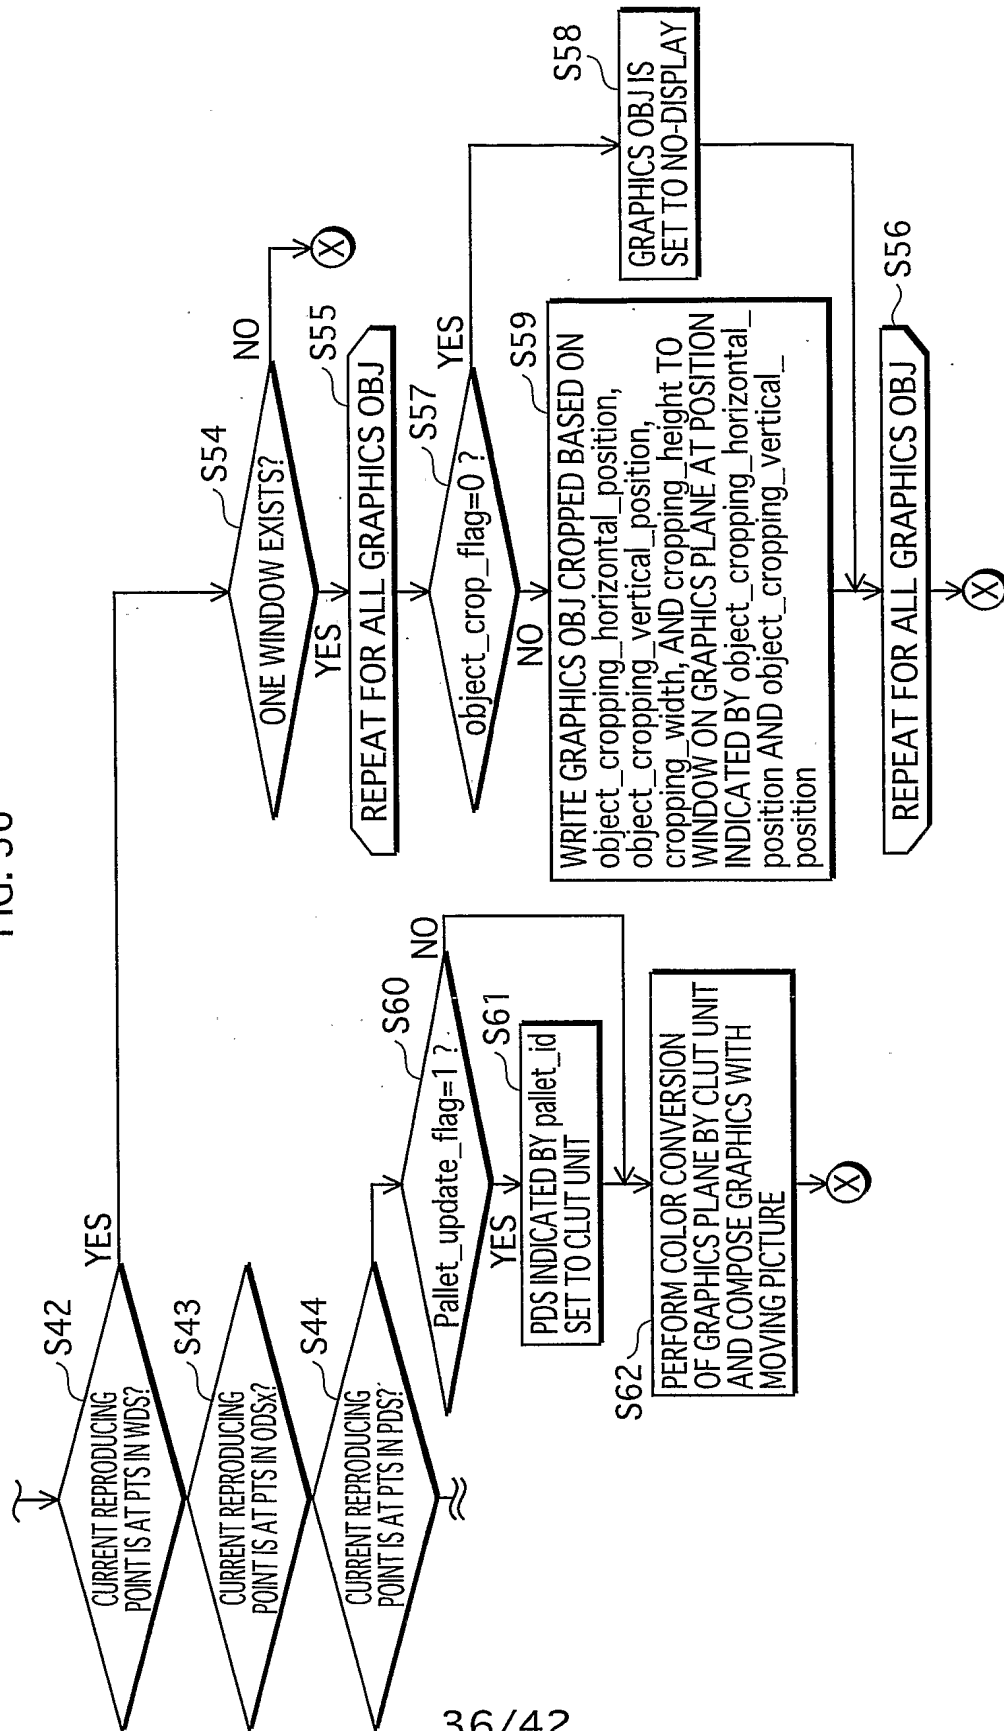 FIG. 36
S42
CURRENT REPRODUCING
POINT IS AT PTS IN WDS?
YES
S43
CURRENT REPRODUCING
POINT IS AT PTS IN ODSx?
S44
CURRENT REPRODUCING
POINT IS AT PTS IN PDS?
S54
ONE WINDOW EXISTS?
NO
X
YES
S55
REPEAT FOR ALL GRAPHICS OBJ
S57
object_crop_flag=0 ?
YES
NO
S58
GRAPHICS OBJ IS
SET TO NO-DISPLAY
S59
WRITE GRAPHICS OBJ CROPPED BASED ON
object_cropping_horizontal_position,
object_cropping_vertical_position,
cropping_width, AND cropping_height TO
WINDOW ON GRAPHICS PLANE AT POSITION
INDICATED BY object_cropping_horizontal_
position AND object_cropping_vertical_
position
S56
REPEAT FOR ALL GRAPHICS OBJ
X
S60
Pallet_update_flag=1 ?
NO
YES
S61
PDS INDICATED BY pallet_id
SET TO CLUT UNIT
S62
PERFORM COLOR CONVERSION
OF GRAPHICS PLANE BY CLUT UNIT
AND COMPOSE GRAPHICS WITH
MOVING PICTURE
X
36/42